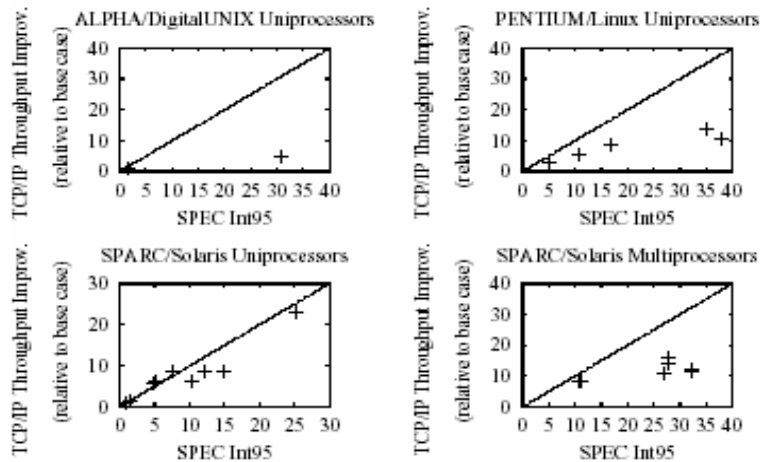 ALPHA/DigitalUNIX Uniprocessors
TCP/IP Throughput Improv.
(relative to base case)
40
30
20
10
0
0 5 10 15 20 25 30 35 40
SPEC Int95
PENTIUM/Linux Uniprocessors
TCP/IP Throughput Improv.
(relative to base case)
40
30
20
10
0
0 5 10 15 20 25 30 35 40
SPEC Int95
SPARC/Solaris Uniprocessors
TCP/IP Throughput Improv.
(relative to base case)
30
20
10
0
0 5 10 15 20 25 30
SPEC Int95
SPARC/Solaris Multiprocessors
TCP/IP Throughput Improv.
(relative to base case)
40
30
20
10
0
0 5 10 15 20 25 30 35 40
SPEC Int95